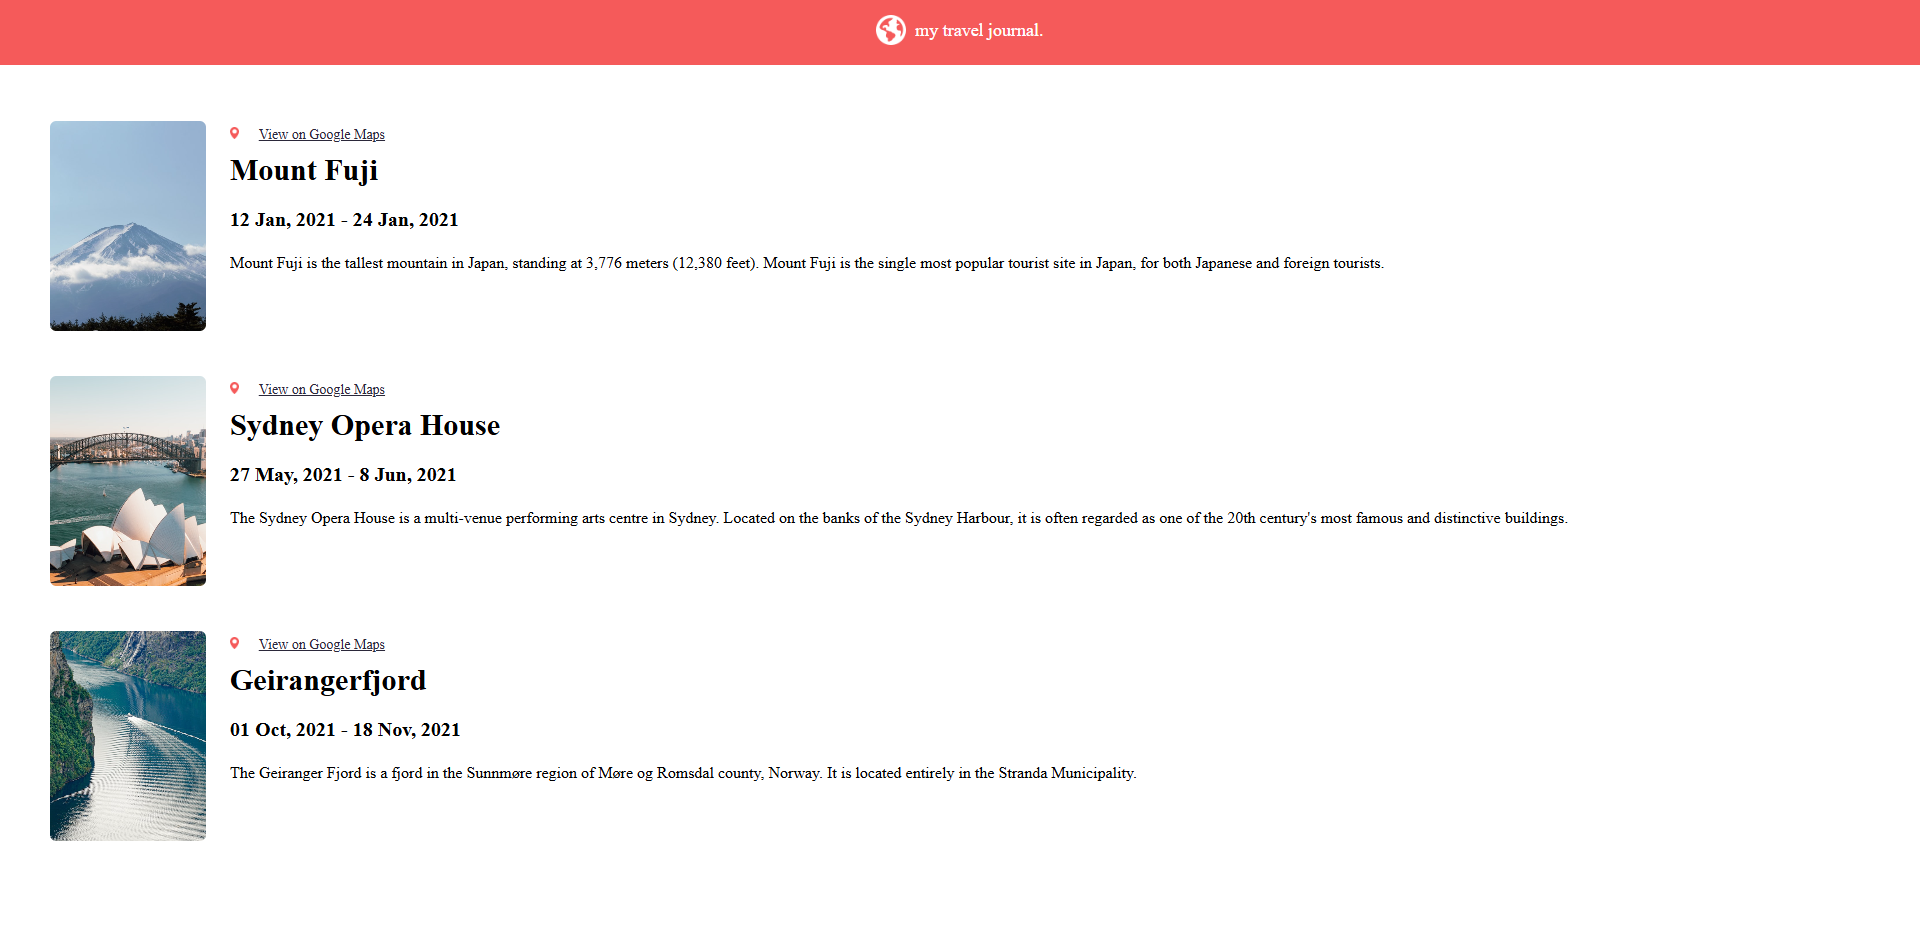 my travel journal.
View on Google Maps
Mount Fuji
12 Jan, 2021 - 24 Jan, 2021
Mount Fuji is the tallest mountain in Japan, standing at 3,776 meters (12,380 feet). Mount Fuji is the single most popular tourist site in Japan, for both Japanese and foreign tourists.
View on Google Maps
Sydney Opera House
27 May, 2021 - 8 Jun, 2021
The Sydney Opera House is a multi-venue performing arts centre in Sydney. Located on the banks of the Sydney Harbour, it is often regarded as one of the 20th century's most famous and distinctive buildings.
View on Google Maps
Geirangerfjord
01 Oct, 2021 - 18 Nov, 2021
The Geiranger Fjord is a fjord in the Sunnmøre region of Møre og Romsdal county, Norway. It is located entirely in the Stranda Municipality.